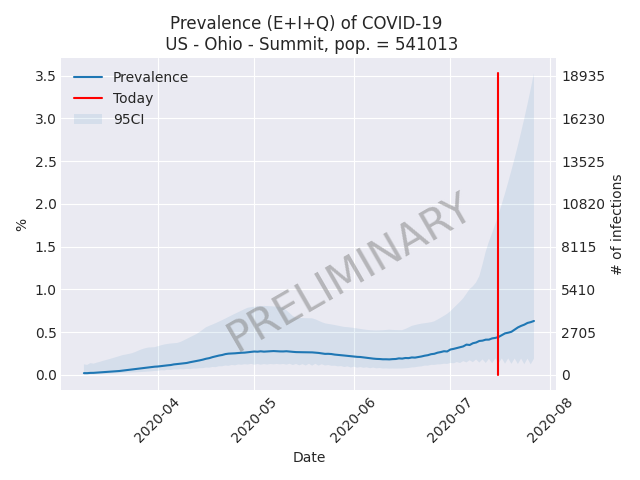 Prevalence (E+I+Q) of COVID-19
US - Ohio - Summit, pop. = 541013
Prevalence
Today
95CI
3.5
3.0
2.5
2.0
1.5
1.0
0.5
0.0
%
18935
16230
13525
10820
8115
5410
2705
0
# of infections
PRELIMINARY
2020-04
2020-05
2020-06
2020-07
2020-08
Date